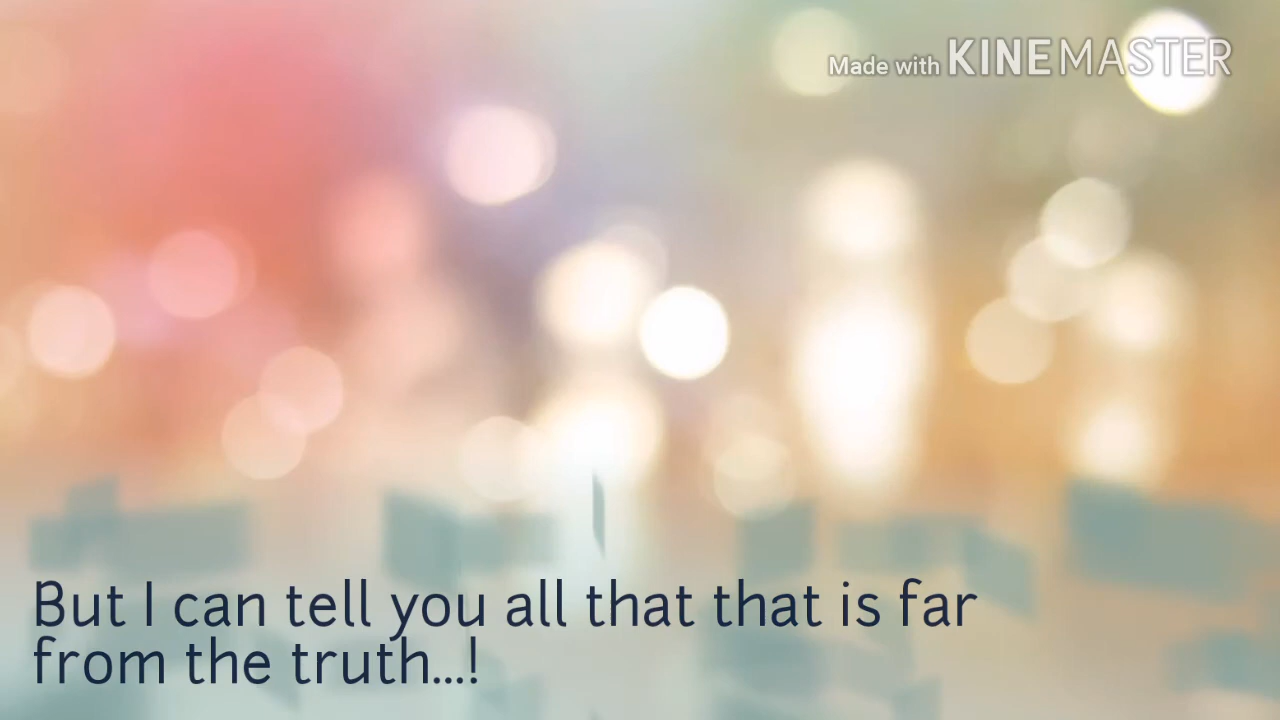 Made with KINEMASTER
But I can tell you all that that is far
from the truth...!